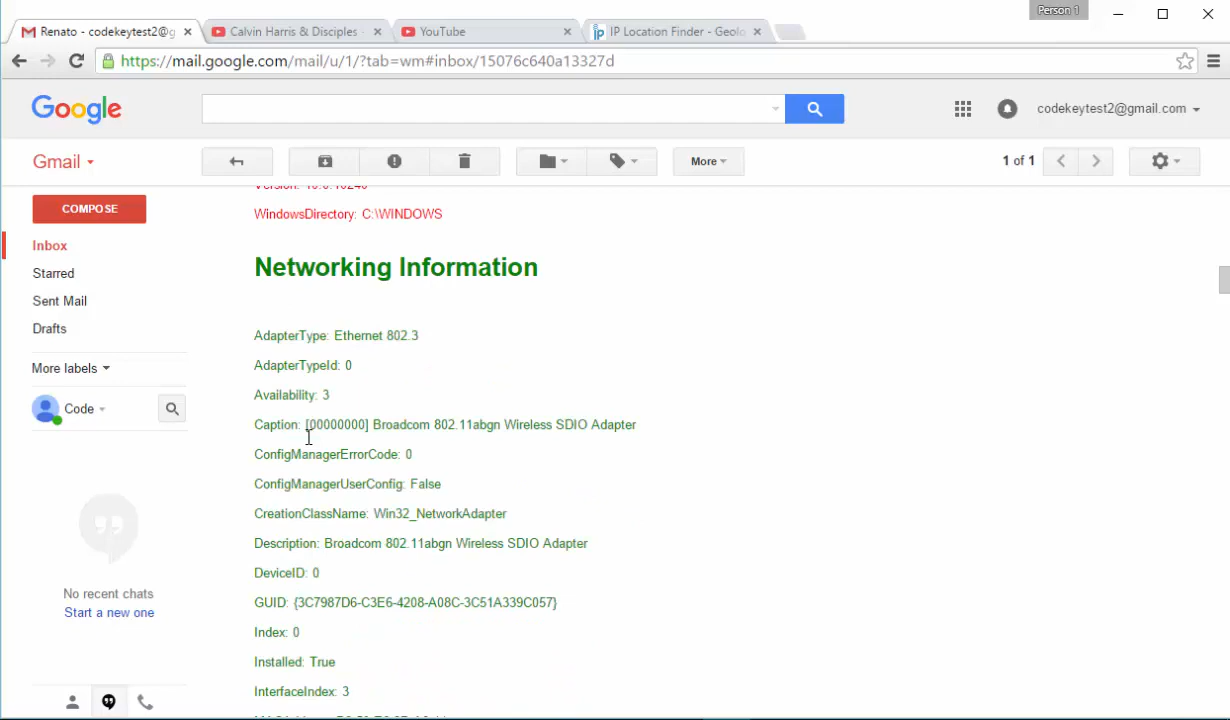 Person 1
Renato - codekeytest2@g
Calvin Harris & Disciples -
YouTube
IP Location Finder - Geolo
https://mail.google.com/mail/u/1/?tab=wm#inbox/15076c640a13327d
Google
codekeytest2@gmail.com
Gmail
More
1 of 1
COMPOSE
Inbox
Starred
Sent Mail
Drafts
More labels
Code
No recent chats
Start a new one
Version: 10.0.10240
WindowsDirectory: C:\WINDOWS
Networking Information
AdapterType: Ethernet 802.3
AdapterTypeId: 0
Availability: 3
Caption: [00000000] Broadcom 802.11abgn Wireless SDIO Adapter
ConfigManagerErrorCode: 0
ConfigManagerUserConfig: False
CreationClassName: Win32_NetworkAdapter
Description: Broadcom 802.11abgn Wireless SDIO Adapter
DeviceID: 0
GUID: {3C7987D6-C3E6-4208-A08C-3C51A339C057}
Index: 0
Installed: True
InterfaceIndex: 3